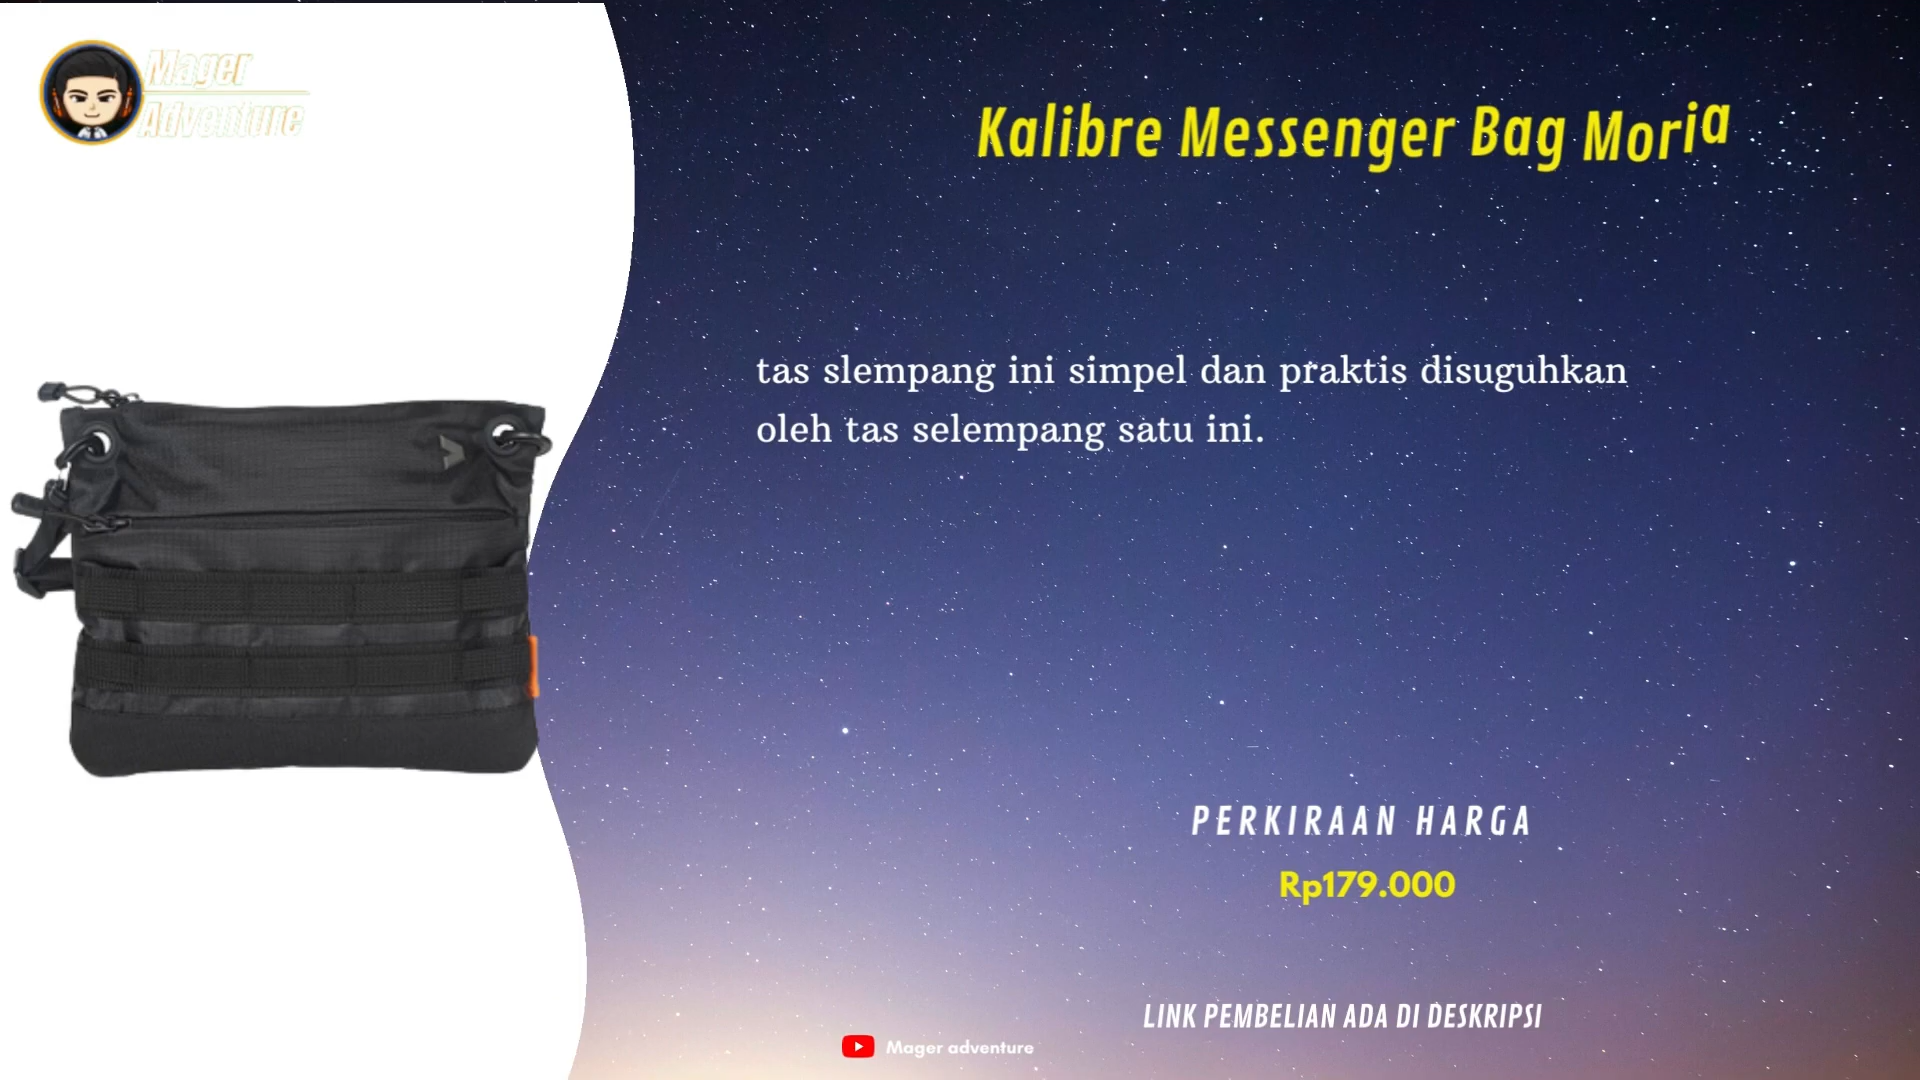 Mager
Adventure
Kalibre Messenger Bag Moria
tas slempang ini simpel dan praktis disuguhkan
oleh tas selempang satu ini.
PERKIRAAN HARGA
Rp179.000
LINK PEMBELIAN ADA DI DESKRIPSI
Mager adventure